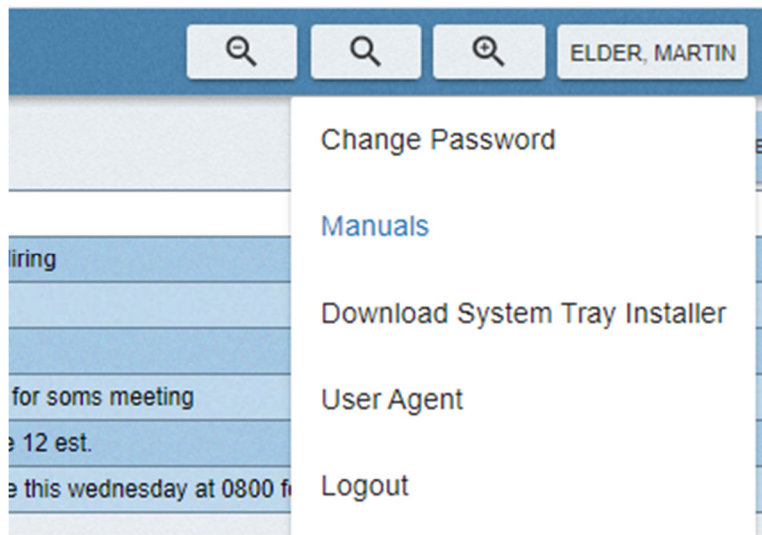 ELDER, MARTIN
Change Password
Manuals
Download System Tray Installer
User Agent
Logout
iring
for soms meeting
12 est.
this wednesday at 0800